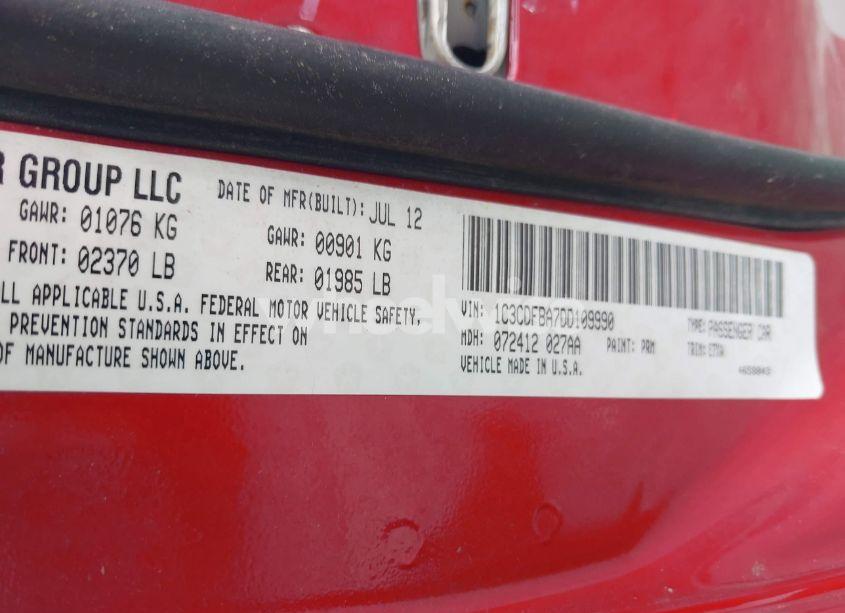 R GROUP LLC
DATE OF MFR(BUILT): JUL 12
GAWR: 01076 KG
GAWR: 00901 KG
FRONT: 02370 LB
REAR: 01985 LB
LL APPLICABLE U.S.A. FEDERAL MOTOR VEHICLE SAFETY,
PREVENTION STANDARDS IN EFFECT ON
OF MANUFACTURE SHOWN ABOVE.
VIN: 1C3CDFBA7DD109990
TYPE: PASSENGER CAR
MDH: 072412 027AA
PAINT: PRM
TRIM:
VEHICLE MADE IN U.S.A.